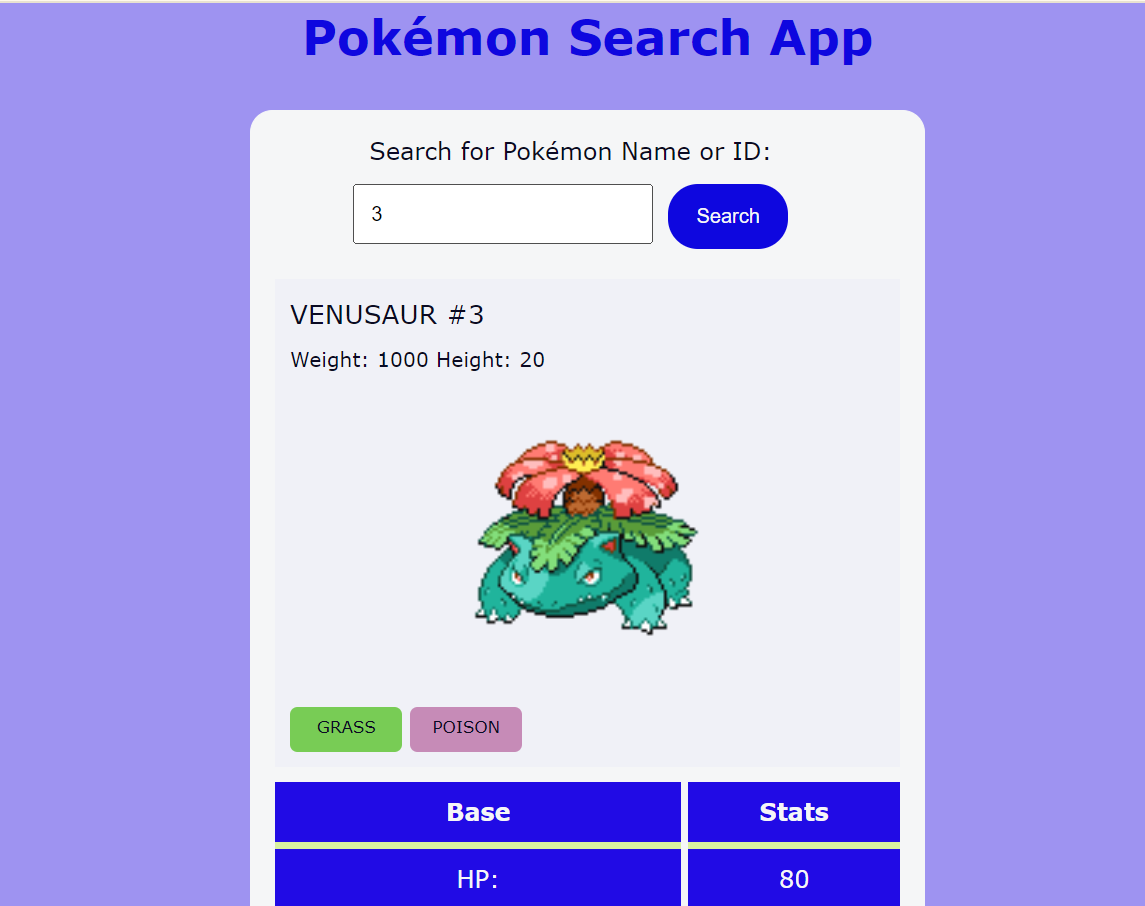 Pokémon Search App
Search for Pokémon Name or ID:
3
Search
VENUSAUR #3
Weight: 1000 Height: 20
GRASS POISON
Base Stats
HP: 80